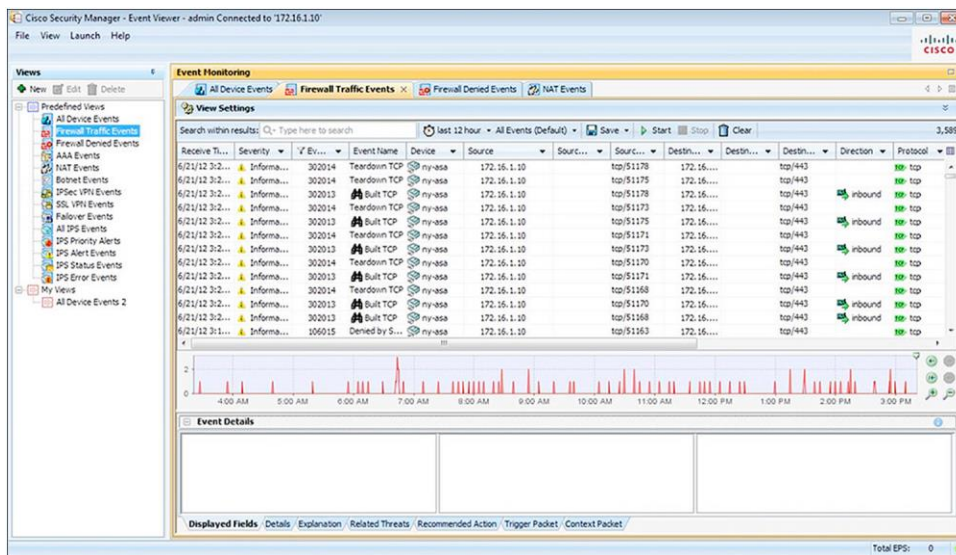 Cisco Security Manager - Event Viewer - admin Connected to '172.16.1.10'
File View Launch Help
CISCO
Views
New Edit Delete
Predefined Views
All Device Events
Firewall Traffic Events
Firewall Denied Events
AAA Events
NAT Events
Botnet Events
IPSec VPN Events
SSL VPN Events
Failover Events
All IPS Events
IPS Priority Alerts
IPS Alert Events
IPS Status Events
IPS Error Events
My Views
All Device Events 2
Event Monitoring
All Device Events Firewall Traffic Events Firewall Denied Events NAT Events
View Settings
Search within results: Type here to search last 12 hour All Events (Default) Save Start Stop Clear 3,589
Receive Ti... Severity Ev... Event Name Device Source Sourc... Sourc... Destin... Destin... Destin... Direction Protocol
6/21/12 3:2... Informa... 302014 Teardown TCP ny-asa 172.16.1.10 tcp/51178 172.16.... tcp/443 tcp
6/21/12 3:2... Informa... 302014 Teardown TCP ny-asa 172.16.1.10 tcp/51175 172.16.... tcp/443 tcp
6/21/12 3:2... Informa... 302013 Built TCP ny-asa 172.16.1.10 tcp/51178 172.16.... tcp/443 inbound tcp
6/21/12 3:2... Informa... 302014 Teardown TCP ny-asa 172.16.1.10 tcp/51173 172.16.... tcp/443 tcp
6/21/12 3:2... Informa... 302013 Built TCP ny-asa 172.16.1.10 tcp/51175 172.16.... tcp/443 inbound tcp
6/21/12 3:2... Informa... 302014 Teardown TCP ny-asa 172.16.1.10 tcp/51171 172.16.... tcp/443 tcp
6/21/12 3:2... Informa... 302013 Built TCP ny-asa 172.16.1.10 tcp/51173 172.16.... tcp/443 inbound tcp
6/21/12 3:2... Informa... 302014 Teardown TCP ny-asa 172.16.1.10 tcp/51170 172.16.... tcp/443 tcp
6/21/12 3:2... Informa... 302013 Built TCP ny-asa 172.16.1.10 tcp/51171 172.16.... tcp/443 inbound tcp
6/21/12 3:2... Informa... 302014 Teardown TCP ny-asa 172.16.1.10 tcp/51168 172.16.... tcp/443 tcp
6/21/12 3:2... Informa... 302013 Built TCP ny-asa 172.16.1.10 tcp/51170 172.16.... tcp/443 inbound tcp
6/21/12 3:2... Informa... 302013 Built TCP ny-asa 172.16.1.10 tcp/51168 172.16.... tcp/443 inbound tcp
6/21/12 3:1... Informa... 106015 Denied by S... ny-asa 172.16.1.10 tcp/51163 172.16.... tcp/443 tcp
2
0
4:00 AM 5:00 AM 6:00 AM 7:00 AM 8:00 AM 9:00 AM 10:00 AM 11:00 AM 12:00 PM 1:00 PM 2:00 PM 3:00 PM
Event Details
Displayed Fields Details Explanation Related Threats Recommended Action Trigger Packet Context Packet
Total EPS: 0